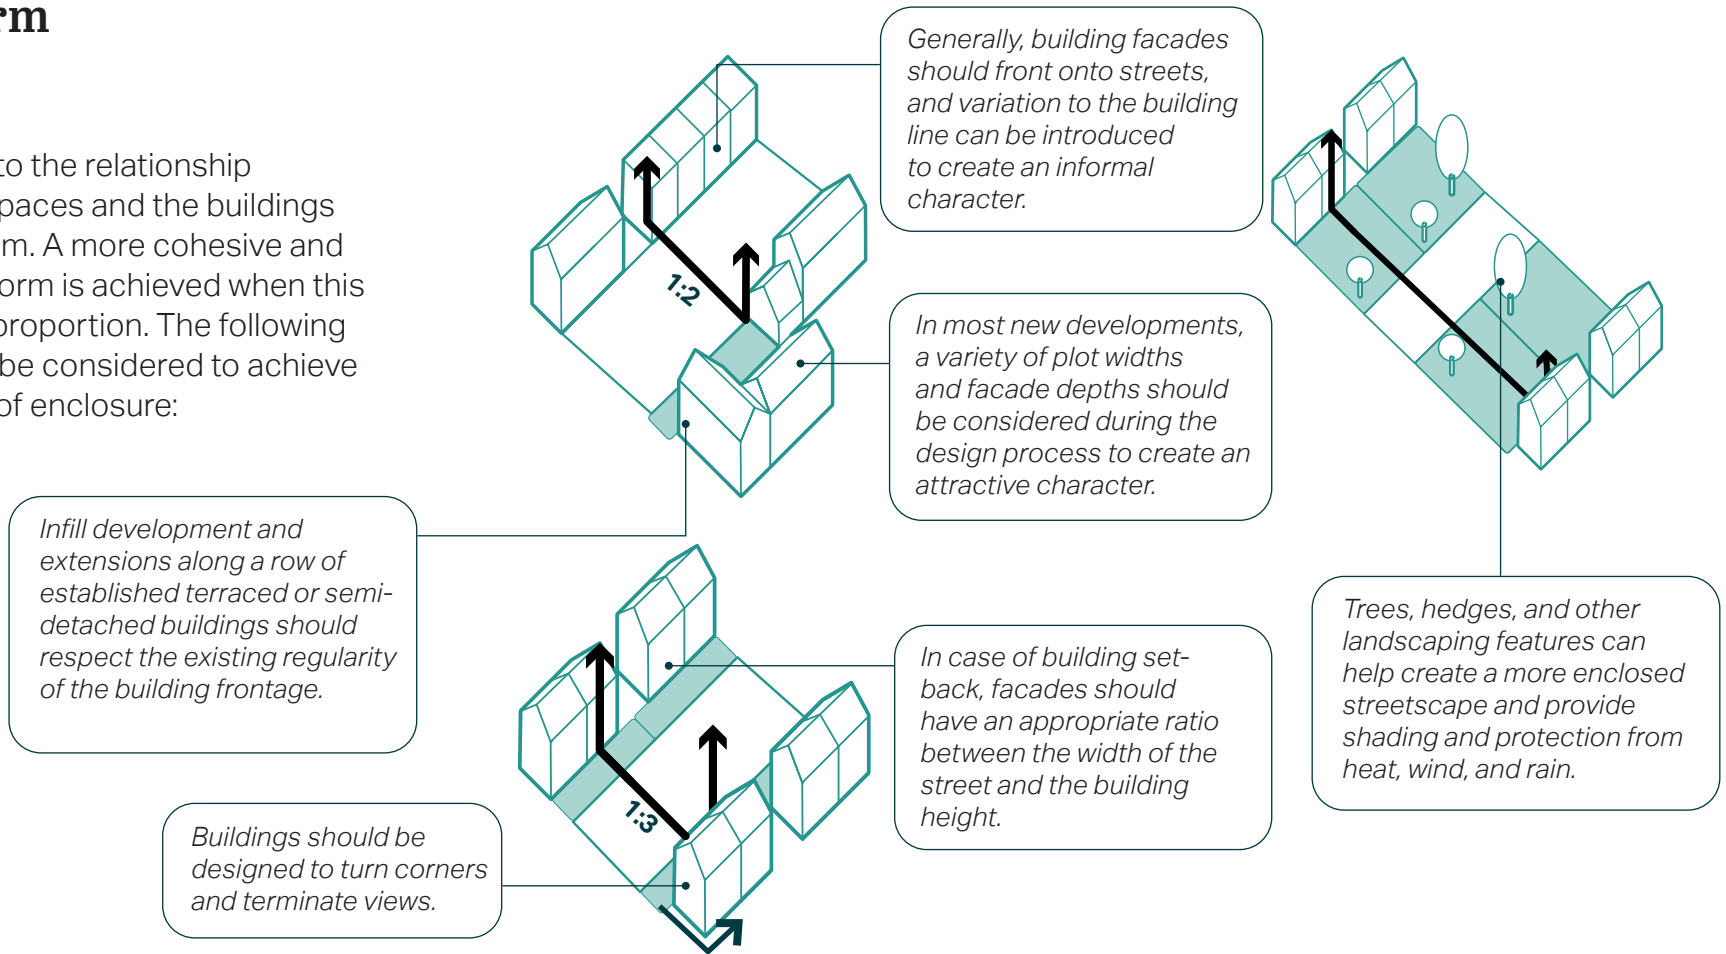 rm
to the relationship
paces and the buildings
m. A more cohesive and
orm is achieved when this
proportion. The following
be considered to achieve
of enclosure:
Generally, building facades
should front onto streets,
and variation to the building
line can be introduced
to create an informal
character.
1:2
In most new developments,
a variety of plot widths
and facade depths should
be considered during the
design process to create an
attractive character.
Infill development and
extensions along a row of
established terraced or semi-
detached buildings should
respect the existing regularity
of the building frontage.
In case of building set-
back, facades should
have an appropriate ratio
between the width of the
street and the building
height.
Trees, hedges, and other
landscaping features can
help create a more enclosed
streetscape and provide
shading and protection from
heat, wind, and rain.
1:3
Buildings should be
designed to turn corners
and terminate views.